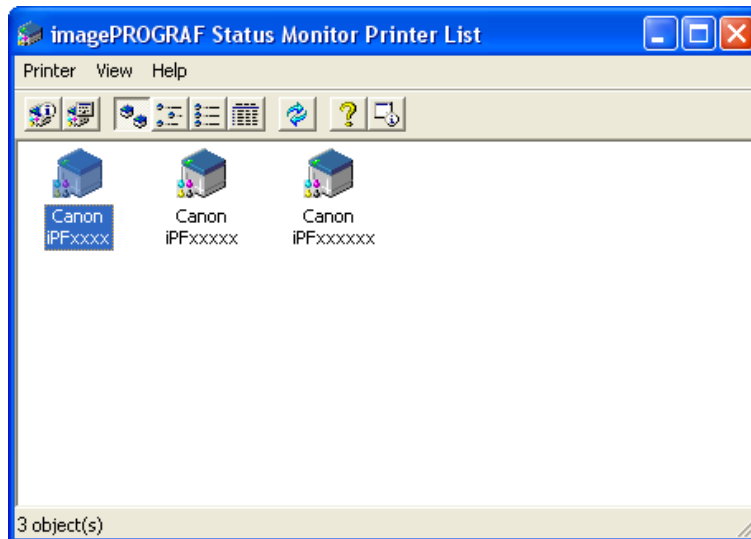 imagePROGRAF Status Monitor Printer List
Printer View Help
Canon
iPFxxxx
Canon
iPFxxxxx
Canon
iPFxxxxxx
3 object(s)